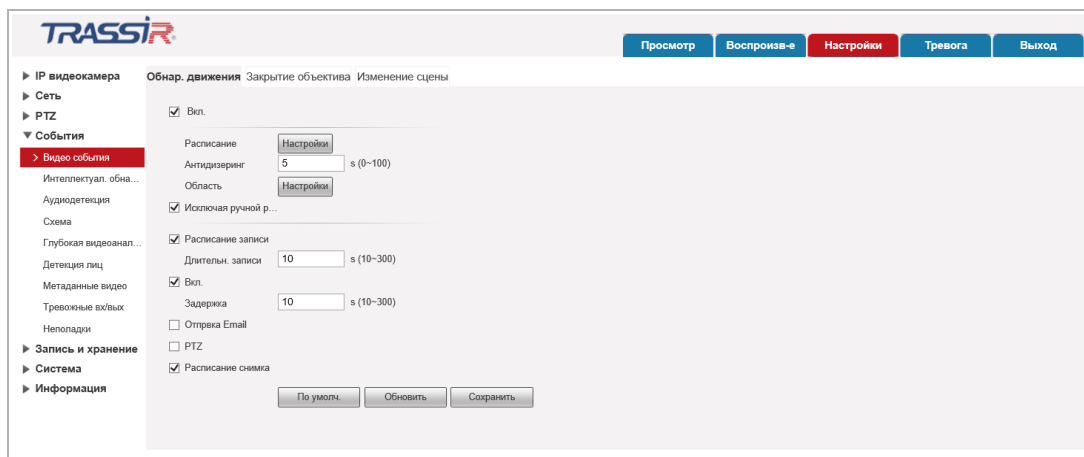 TRASSIR
Просмотр Воспроизв-е Настройки Тревога Выход
IP видеокамера
Сеть
PTZ
События
Видео события
Интеллектуал. обна...
Аудиодетекция
Схема
Глубокая видеоанал...
Детекция лиц
Метаданные видео
Тревожные вх/вых
Неполадки
Запись и хранение
Система
Информация
Обнар. движения Закрытие объектива Изменение сцены
Вкл.
Расписание Настройки
Антидизеринг 5 s (0~100)
Область Настройки
Исключая ручной р...
Расписание записи
Длительн. записи 10 s (10~300)
Вкл.
Задержка 10 s (10~300)
Отпрвка Email
PTZ
Расписание снимка
По умолч. Обновить Сохранить